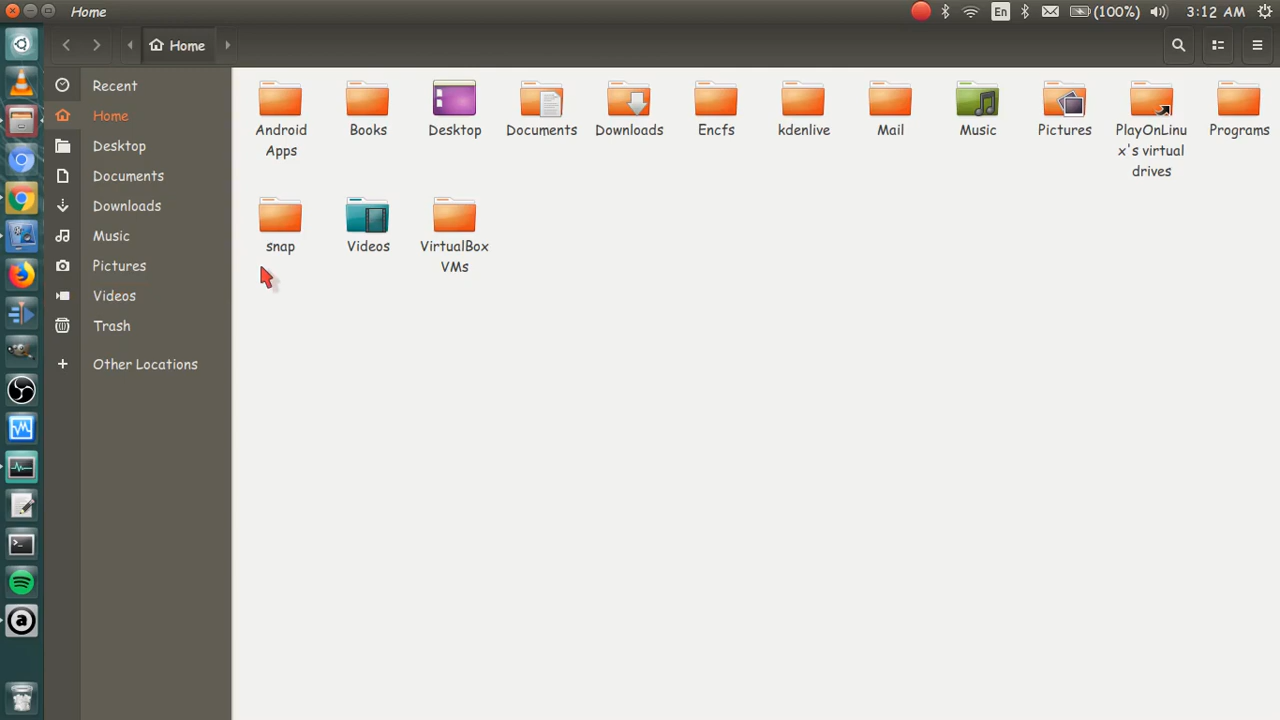 Home
En
(100%)
3:12 AM
Home
Recent
Home
Desktop
Documents
Downloads
Music
Pictures
Videos
Trash
Other Locations
Android
Apps
Books
Desktop
Documents
Downloads
Encfs
kdenlive
Mail
Music
Pictures
PlayOnLinu
x's virtual
drives
Programs
snap
Videos
VirtualBox
VMs